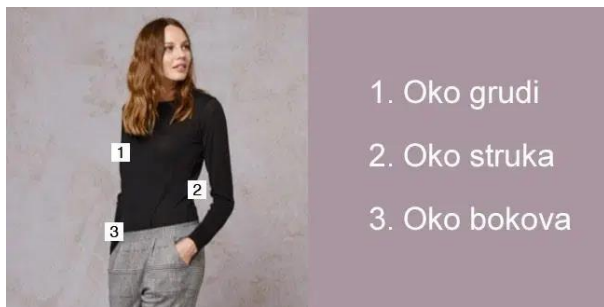 1
2
3
1. Oko grudi
2. Oko struka
3. Oko bokova